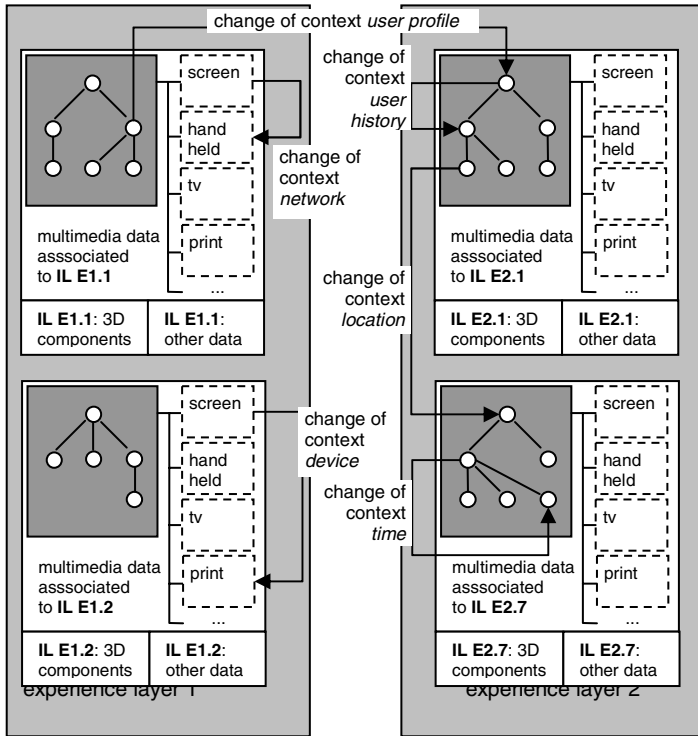 change of context user profile
screen
hand
held
tv
print
...
change of
context
network
multimedia data
asssociated
to IL E1.1
IL E1.1: 3D
components
IL E1.1:
other data
change of
context
user
history
screen
hand
held
tv
print
...
multimedia data
asssociated
to IL E2.1
IL E2.1: 3D
components
IL E2.1:
other data
change of
context
location
screen
hand
held
tv
print
...
change of
context
device
multimedia data
asssociated
to IL E1.2
IL E1.2: 3D
components
IL E1.2:
other data
experience layer 1
change of
context
time
screen
hand
held
tv
print
...
multimedia data
asssociated
to IL E2.7
IL E2.7: 3D
components
IL E2.7:
other data
experience layer 2